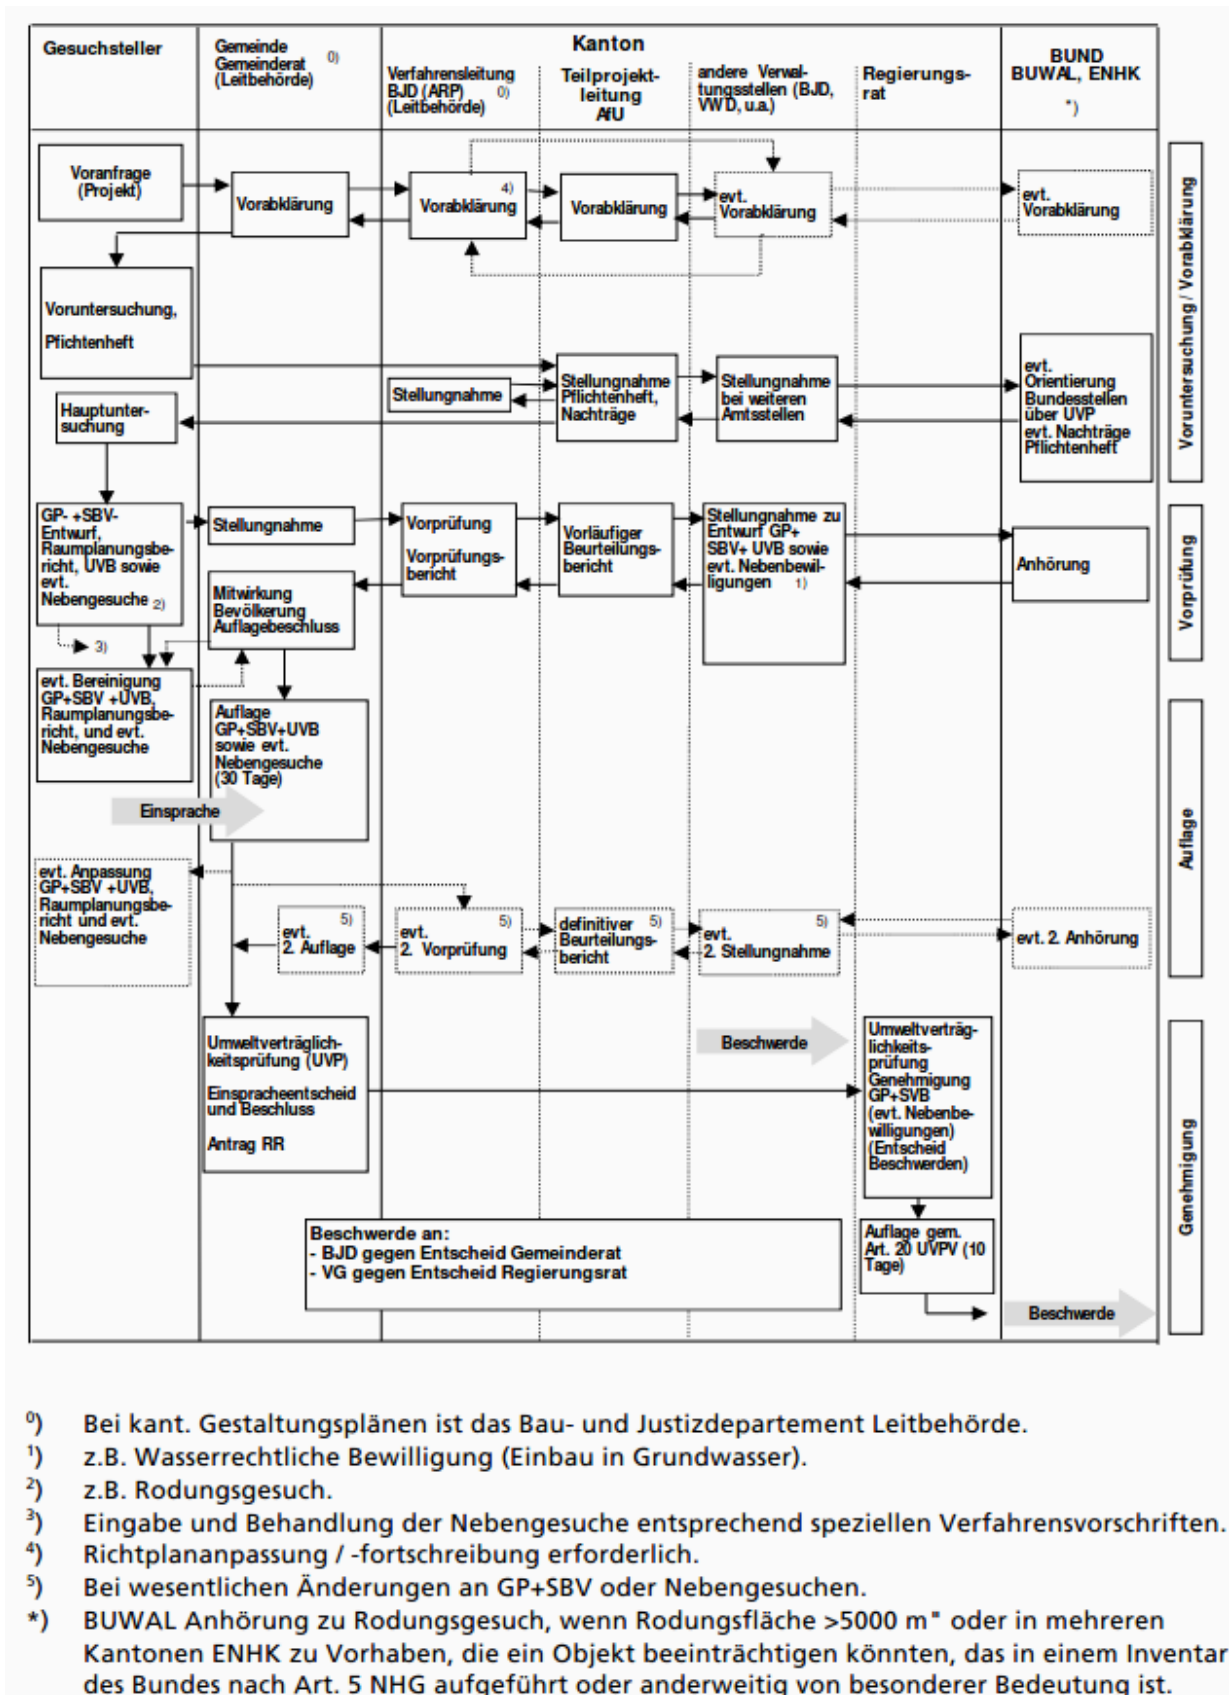 Gesuchsteller
Gemeinde
Gemeinderat 0)
(Leitbehörde)
Kanton
Verfahrensleitung
BJD (ARP) 0)
(Leitbehörde)
Teilprojekt-
leitung
AfU
andere Verwal-
tungsstellen (BJD,
VWD, u.a.)
Regierungs-
rat
BUND
BUWAL, ENHK
*)
Voranfrage
(Projekt)
Vorabklärung
4)
Vorabklärung
Vorabklärung
evt.
Vorabklärung
evt.
Vorabklärung
Voruntersuchung / Vorabklärung
Voruntersuchung,
Pflichtenheft
Stellungnahme
Stellungnahme
Pflichtenheft,
Nachträge
Stellungnahme
bei weiteren
Amtsstellen
evt.
Orientierung
Bundesstellen
über UVP
evt. Nachträge
Pflichtenheft
Hauptunter-
suchung
GP- +SBV-
Entwurf,
Raumplanungsbe-
richt, UVB sowie
evt.
Nebengesuche 2)
3)
Stellungnahme
Vorprüfung
Vorprüfungs-
bericht
Vorläufiger
Beurteilungs-
bericht
Stellungnahme zu
Entwurf GP+
SBV+ UVB sowie
evt. Nebenbewil-
ligungen 1)
Anhörung
Vorprüfung
Mitwirkung
Bevölkerung
Auflagebeschluss
evt. Bereinigung
GP+SBV +UVB,
Raumplanungsbe-
richt, und evt.
Nebengesuche
Auflage
GP+SBV+UVB
sowie evt.
Nebengesuche
(30 Tage)
Einsprache
Auflage
evt. Anpassung
GP+SBV +UVB,
Raumplanungsbe-
richt und evt.
Nebengesuche
5)
evt.
2. Auflage
5)
evt.
2. Vorprüfung
definitiver 5)
Beurteilungs-
bericht
5)
evt.
2. Stellungnahme
evt. 2. Anhörung
Umweltverträglich-
keitsprüfung (UVP)
Einspracheentscheid
und Beschluss
Antrag RR
Beschwerde
Umweltverträg-
lichkeits-
prüfung
Genehmigung
GP+SVB
(evt. Nebenbe-
willigungen)
(Entscheid
Beschwerden)
Genehmigung
Beschwerde an:
- BJD gegen Entscheid Gemeinderat
- VG gegen Entscheid Regierungsrat
Auflage gem.
Art. 20 UVPV (10
Tage)
Beschwerde
0) Bei kant. Gestaltungsplänen ist das Bau- und Justizdepartement Leitbehörde.
1) z.B. Wasserrechtliche Bewilligung (Einbau in Grundwasser).
2) z.B. Rodungsgesuch.
3) Eingabe und Behandlung der Nebengesuche entsprechend speziellen Verfahrensvorschriften.
4) Richtplananpassung / -fortschreibung erforderlich.
5) Bei wesentlichen Änderungen an GP+SBV oder Nebengesuchen.
*) BUWAL Anhörung zu Rodungsgesuch, wenn Rodungsfläche >5000 m" oder in mehreren
Kantonen ENHK zu Vorhaben, die ein Objekt beeinträchtigen könnten, das in einem Inventar
des Bundes nach Art. 5 NHG aufgeführt oder anderweitig von besonderer Bedeutung ist.